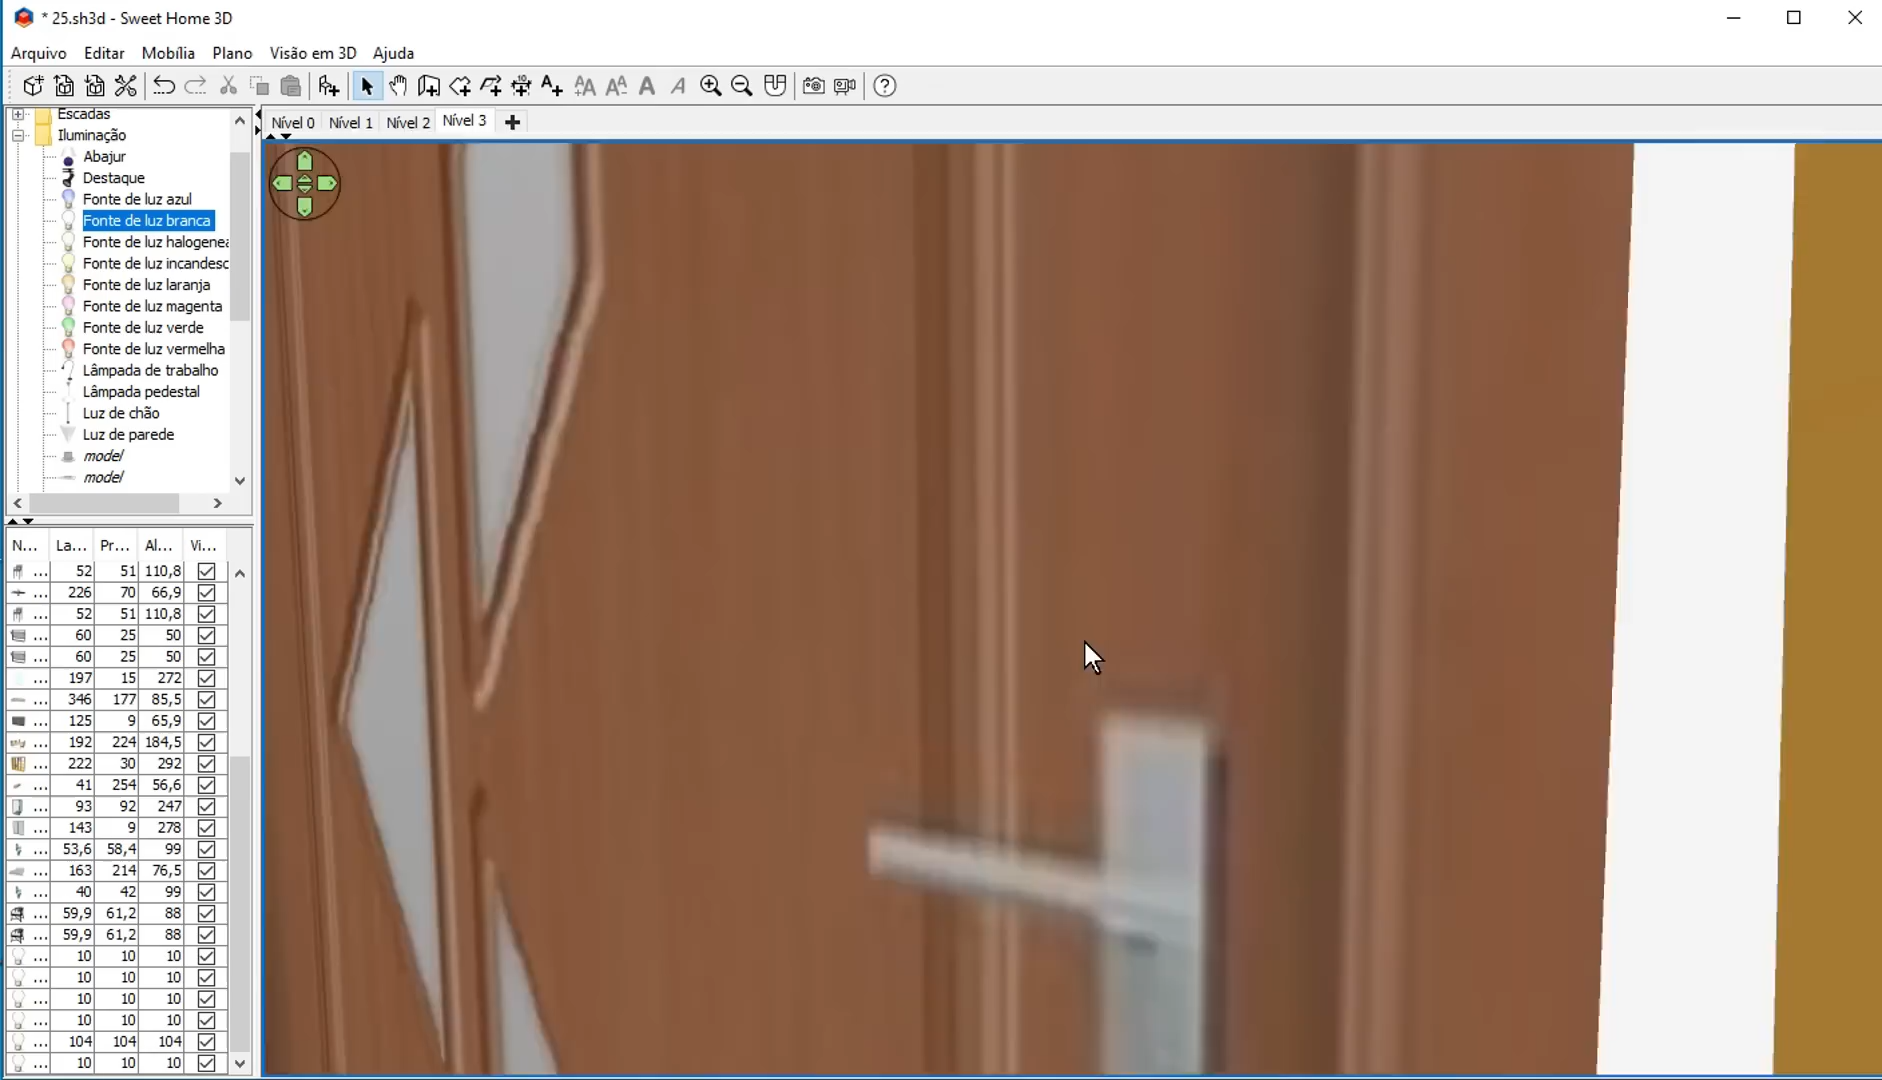 * 25.sh3d - Sweet Home 3D
Arquivo Editar Mobília Plano Visão em 3D Ajuda
Nível 0 Nível 1 Nível 2 Nível 3
Escadas
Iluminação
Abajur
Destaque
Fonte de luz azul
Fonte de luz branca
Fonte de luz halogenea
Fonte de luz incandesc
Fonte de luz laranja
Fonte de luz magenta
Fonte de luz verde
Fonte de luz vermelha
Lâmpada de trabalho
Lâmpada pedestal
Luz de chão
Luz de parede
model
model
N... La... Pr... Al... Vi...
... 52 51 110,8
... 226 70 66,9
... 52 51 110,8
... 60 25 50
... 60 25 50
... 197 15 272
... 346 177 85,5
... 125 9 65,9
... 192 224 184,5
... 222 30 292
... 41 254 56,6
... 93 92 247
... 143 9 278
... 53,6 58,4 99
... 163 214 76,5
... 40 42 99
... 59,9 61,2 88
... 59,9 61,2 88
... 10 10 10
... 10 10 10
... 10 10 10
... 10 10 10
... 104 104 104
... 10 10 10